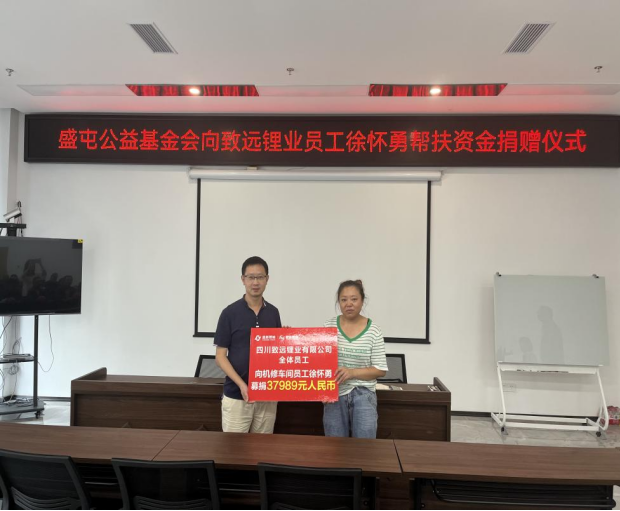 盛屯公益基金会向致远锂业员工徐怀勇帮扶资金捐赠仪式
四川致远锂业有限公司
全体员工
向机修车间员工徐怀勇
募捐37989元人民币